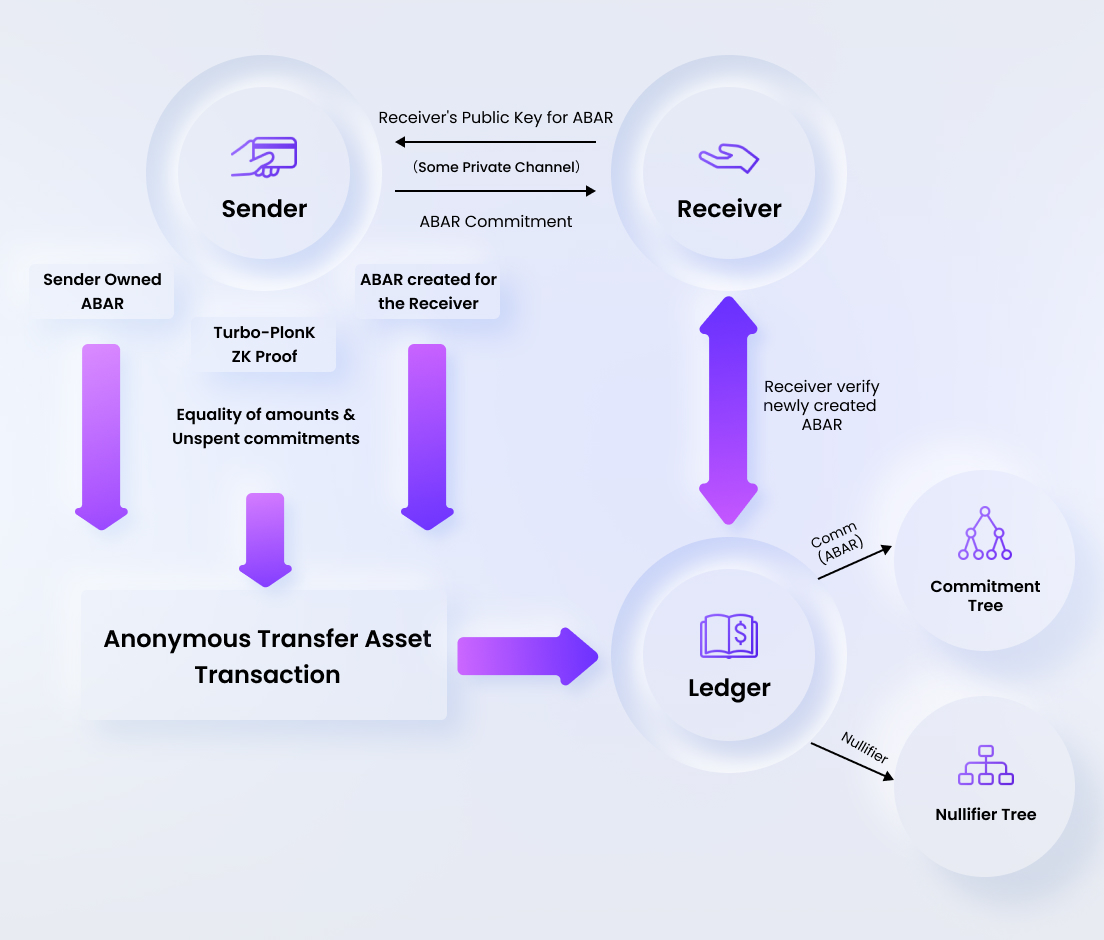 Receiver's Public Key for ABAR
(Some Private Channel)
ABAR Commitment
Sender
Receiver
Sender Owned
ABAR
ABAR created for
the Receiver
Turbo-PlonK
ZK Proof
Equality of amounts &
Unspent commitments
Receiver verify
newly created
ABAR
Comm
(ABAR)
Commitment
Tree
Anonymous Transfer Asset
Transaction
$
Ledger
Nullifier
Nullifier Tree